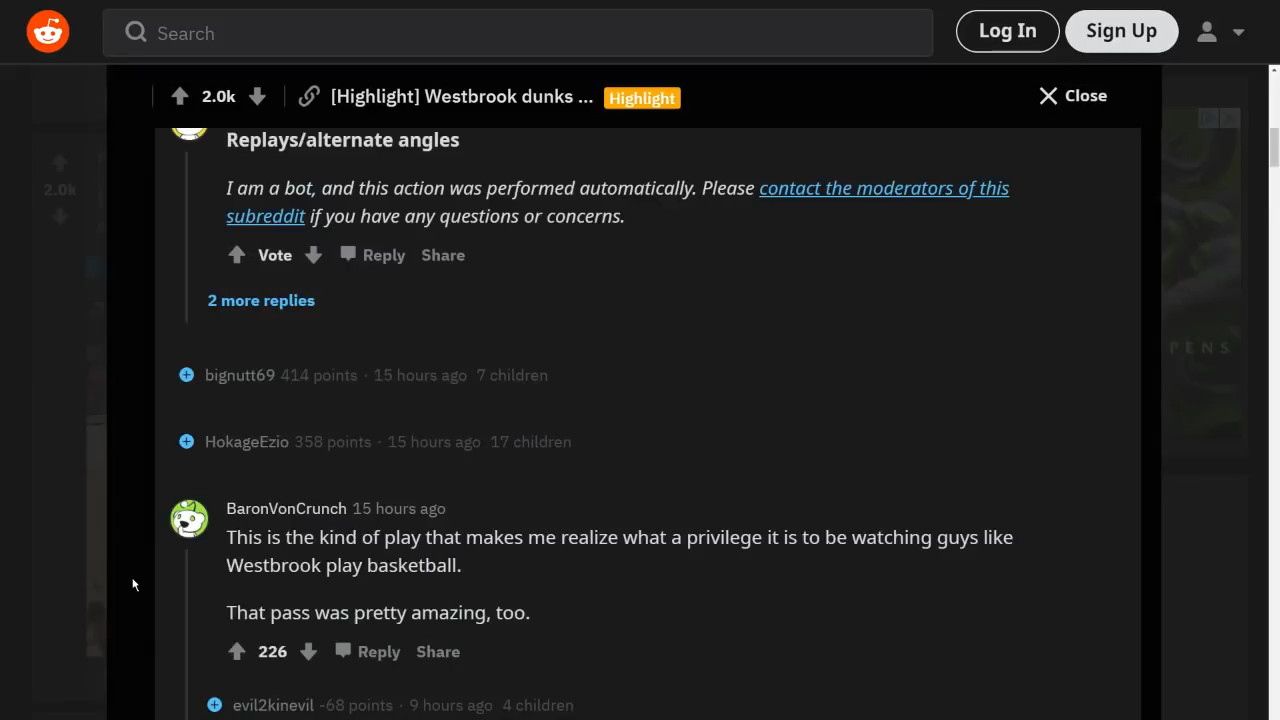 Search
Log In
Sign Up
2.0k
[Highlight] Westbrook dunks ...
Highlight
Close
Replays/alternate angles
I am a bot, and this action was performed automatically. Please contact the moderators of this
subreddit if you have any questions or concerns.
Vote
Reply
Share
2 more replies
bignutt69 414 points · 15 hours ago 7 children
HokageEzio 358 points · 15 hours ago 17 children
BaronVonCrunch 15 hours ago
This is the kind of play that makes me realize what a privilege it is to be watching guys like
Westbrook play basketball.
That pass was pretty amazing, too.
226
Reply
Share
evil2kinevil -68 points · 9 hours ago 4 children
2.0k
PENS